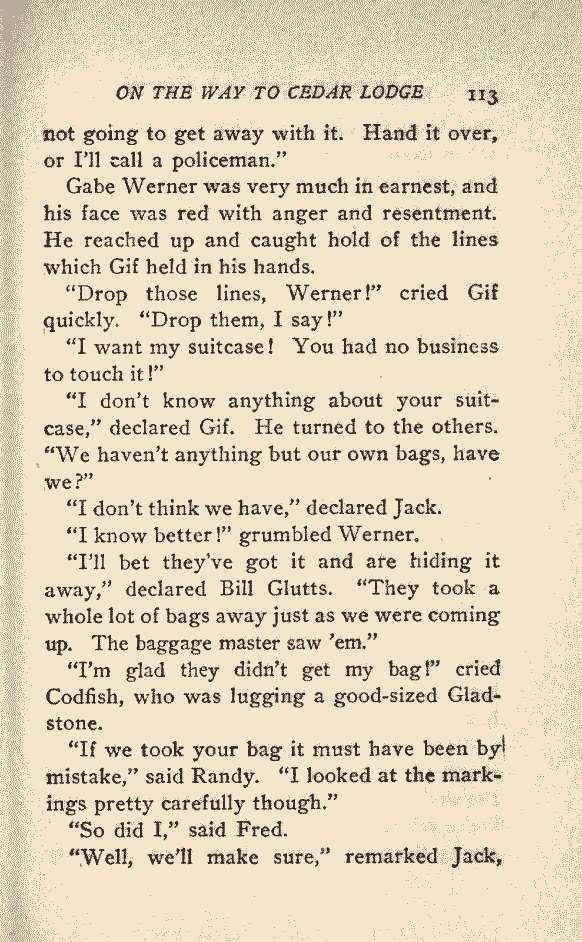 ON THE WAY TO CEDAR LODGE 113
not going to get away with it. Hand it over,
or I'll call a policeman."
Gabe Werner was very much in earnest, and
his face was red with anger and resentment.
He reached up and caught hold of the lines
which Gif held in his hands.
"Drop those lines, Werner!" cried Gif
quickly. "Drop them, I say!"
"I want my suitcase! You had no business
to touch it!"
"I don't know anything about your suit-
case," declared Gif. He turned to the others.
"We haven't anything but our own bags, have
we?"
"I don't think we have," declared Jack.
"I know better!" grumbled Werner.
"I'll bet they've got it and are hiding it
away," declared Bill Glutts. "They took a
whole lot of bags away just as we were coming
up. The baggage master saw 'em."
"I'm glad they didn't get my bag!" cried
Codfish, who was lugging a good-sized Glad-
stone.
"If we took your bag it must have been by
mistake," said Randy. "I looked at the mark-
ings pretty carefully though."
"So did I," said Fred.
"Well, we'll make sure," remarked Jack,